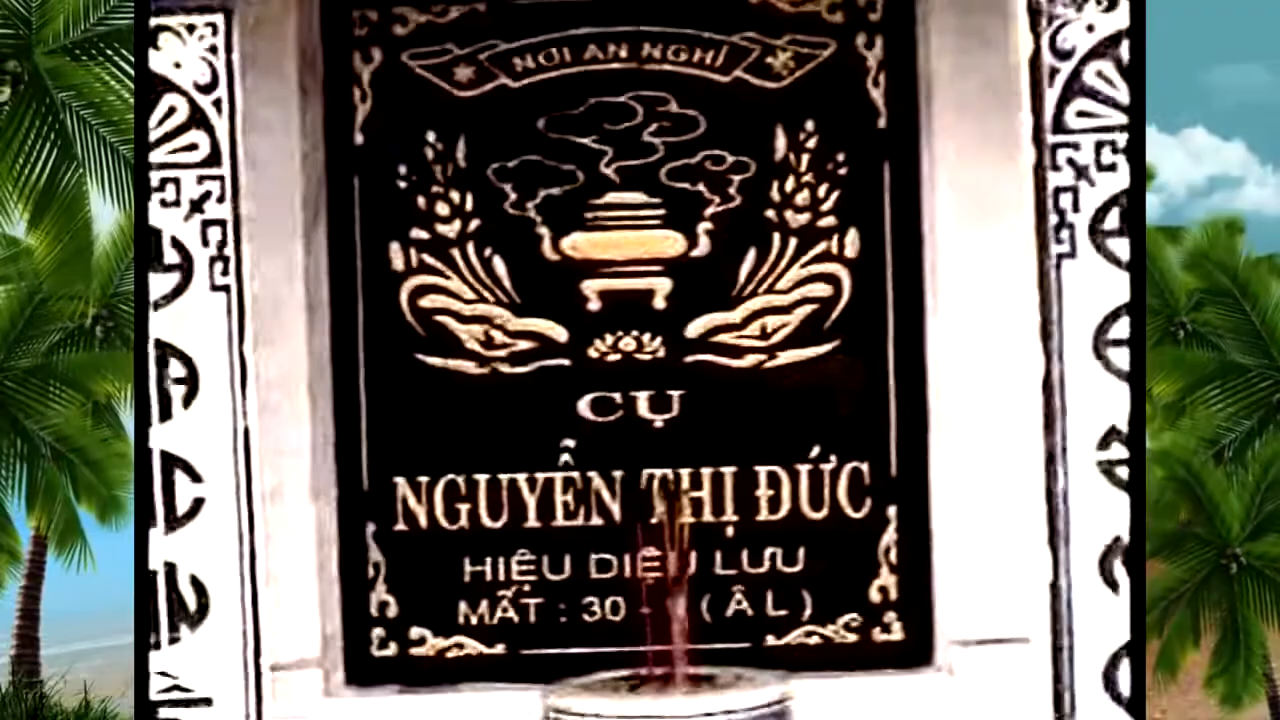 NƠI AN NGHỈ
CỤ
NGUYỄN THỊ ĐỨC
HIỆU DIỆU LƯU
MẤT : 30 - (ÂL)